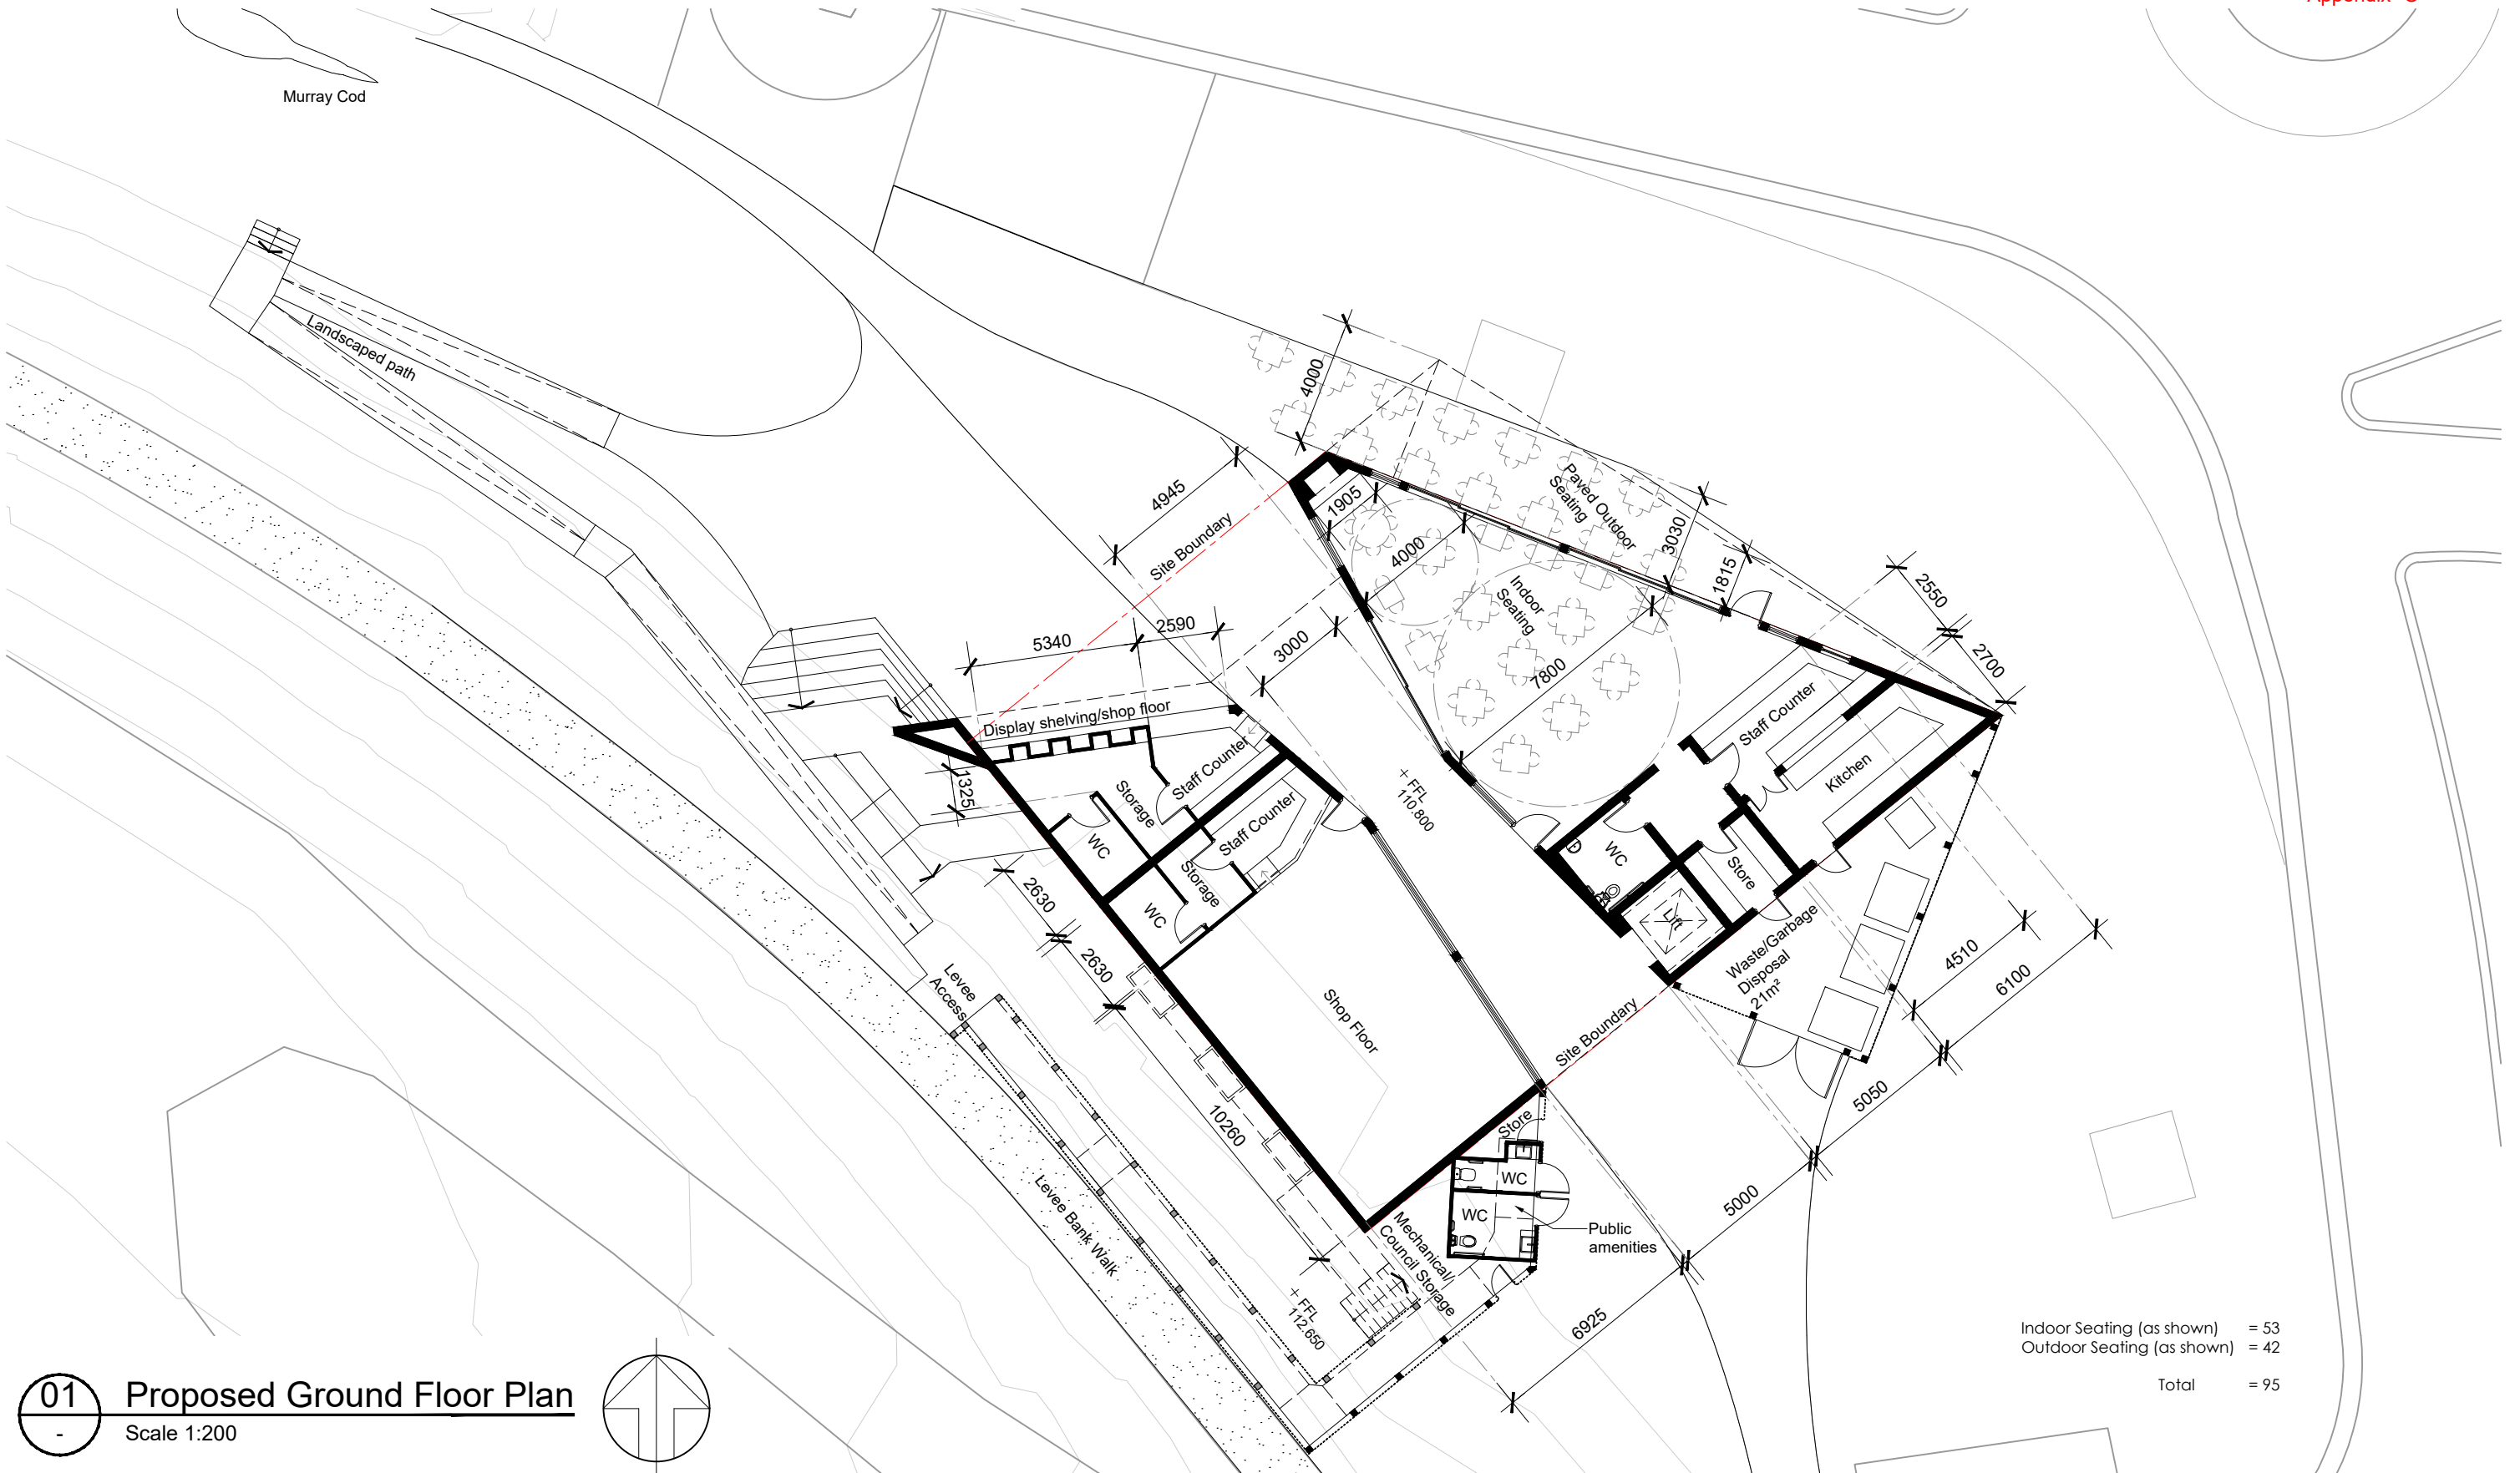 Murray Cod
Landscaped path
4000
4945
Site Boundary
1905
4000
Paved Outdoor
Seating
3030
1815
Indoor
Seating
2550
2700
5340
2590
3000
7800
Display shelving/shop floor
Staff Counter
Kitchen
1325
Storage
Staff Counter
Staff Counter
+ FFL
110.800
WC
Storage
WC
WC
Store
Lift
2630
2630
Waste/Garbage
Disposal
21m²
4510
6100
Levee
Access
Shop Floor
Site Boundary
5050
10260
Store
WC
WC
Levee Bank Walk
Mechanical/
Council Storage
Public
amenities
5000
+ FFL
112.650
6925
Indoor Seating (as shown) = 53
Outdoor Seating (as shown) = 42
Total = 95
01
-
Proposed Ground Floor Plan
Scale 1:200